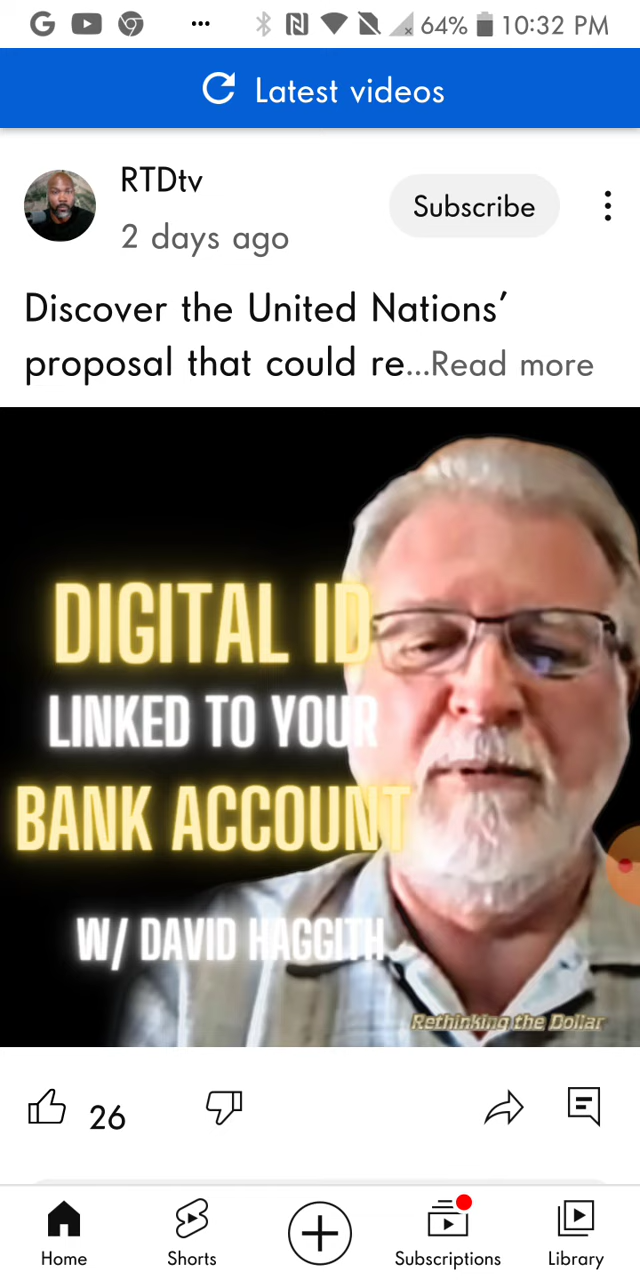 64% 10:32 PM
Latest videos
RTDtv
Subscribe
2 days ago
Discover the United Nations’
proposal that could re...Read more
DIGITAL ID
LINKED TO YOUR
BANK ACCOUNT
W/ DAVID HAGGITH
Rethinking the Dollar
26
Home
Shorts
Subscriptions
Library